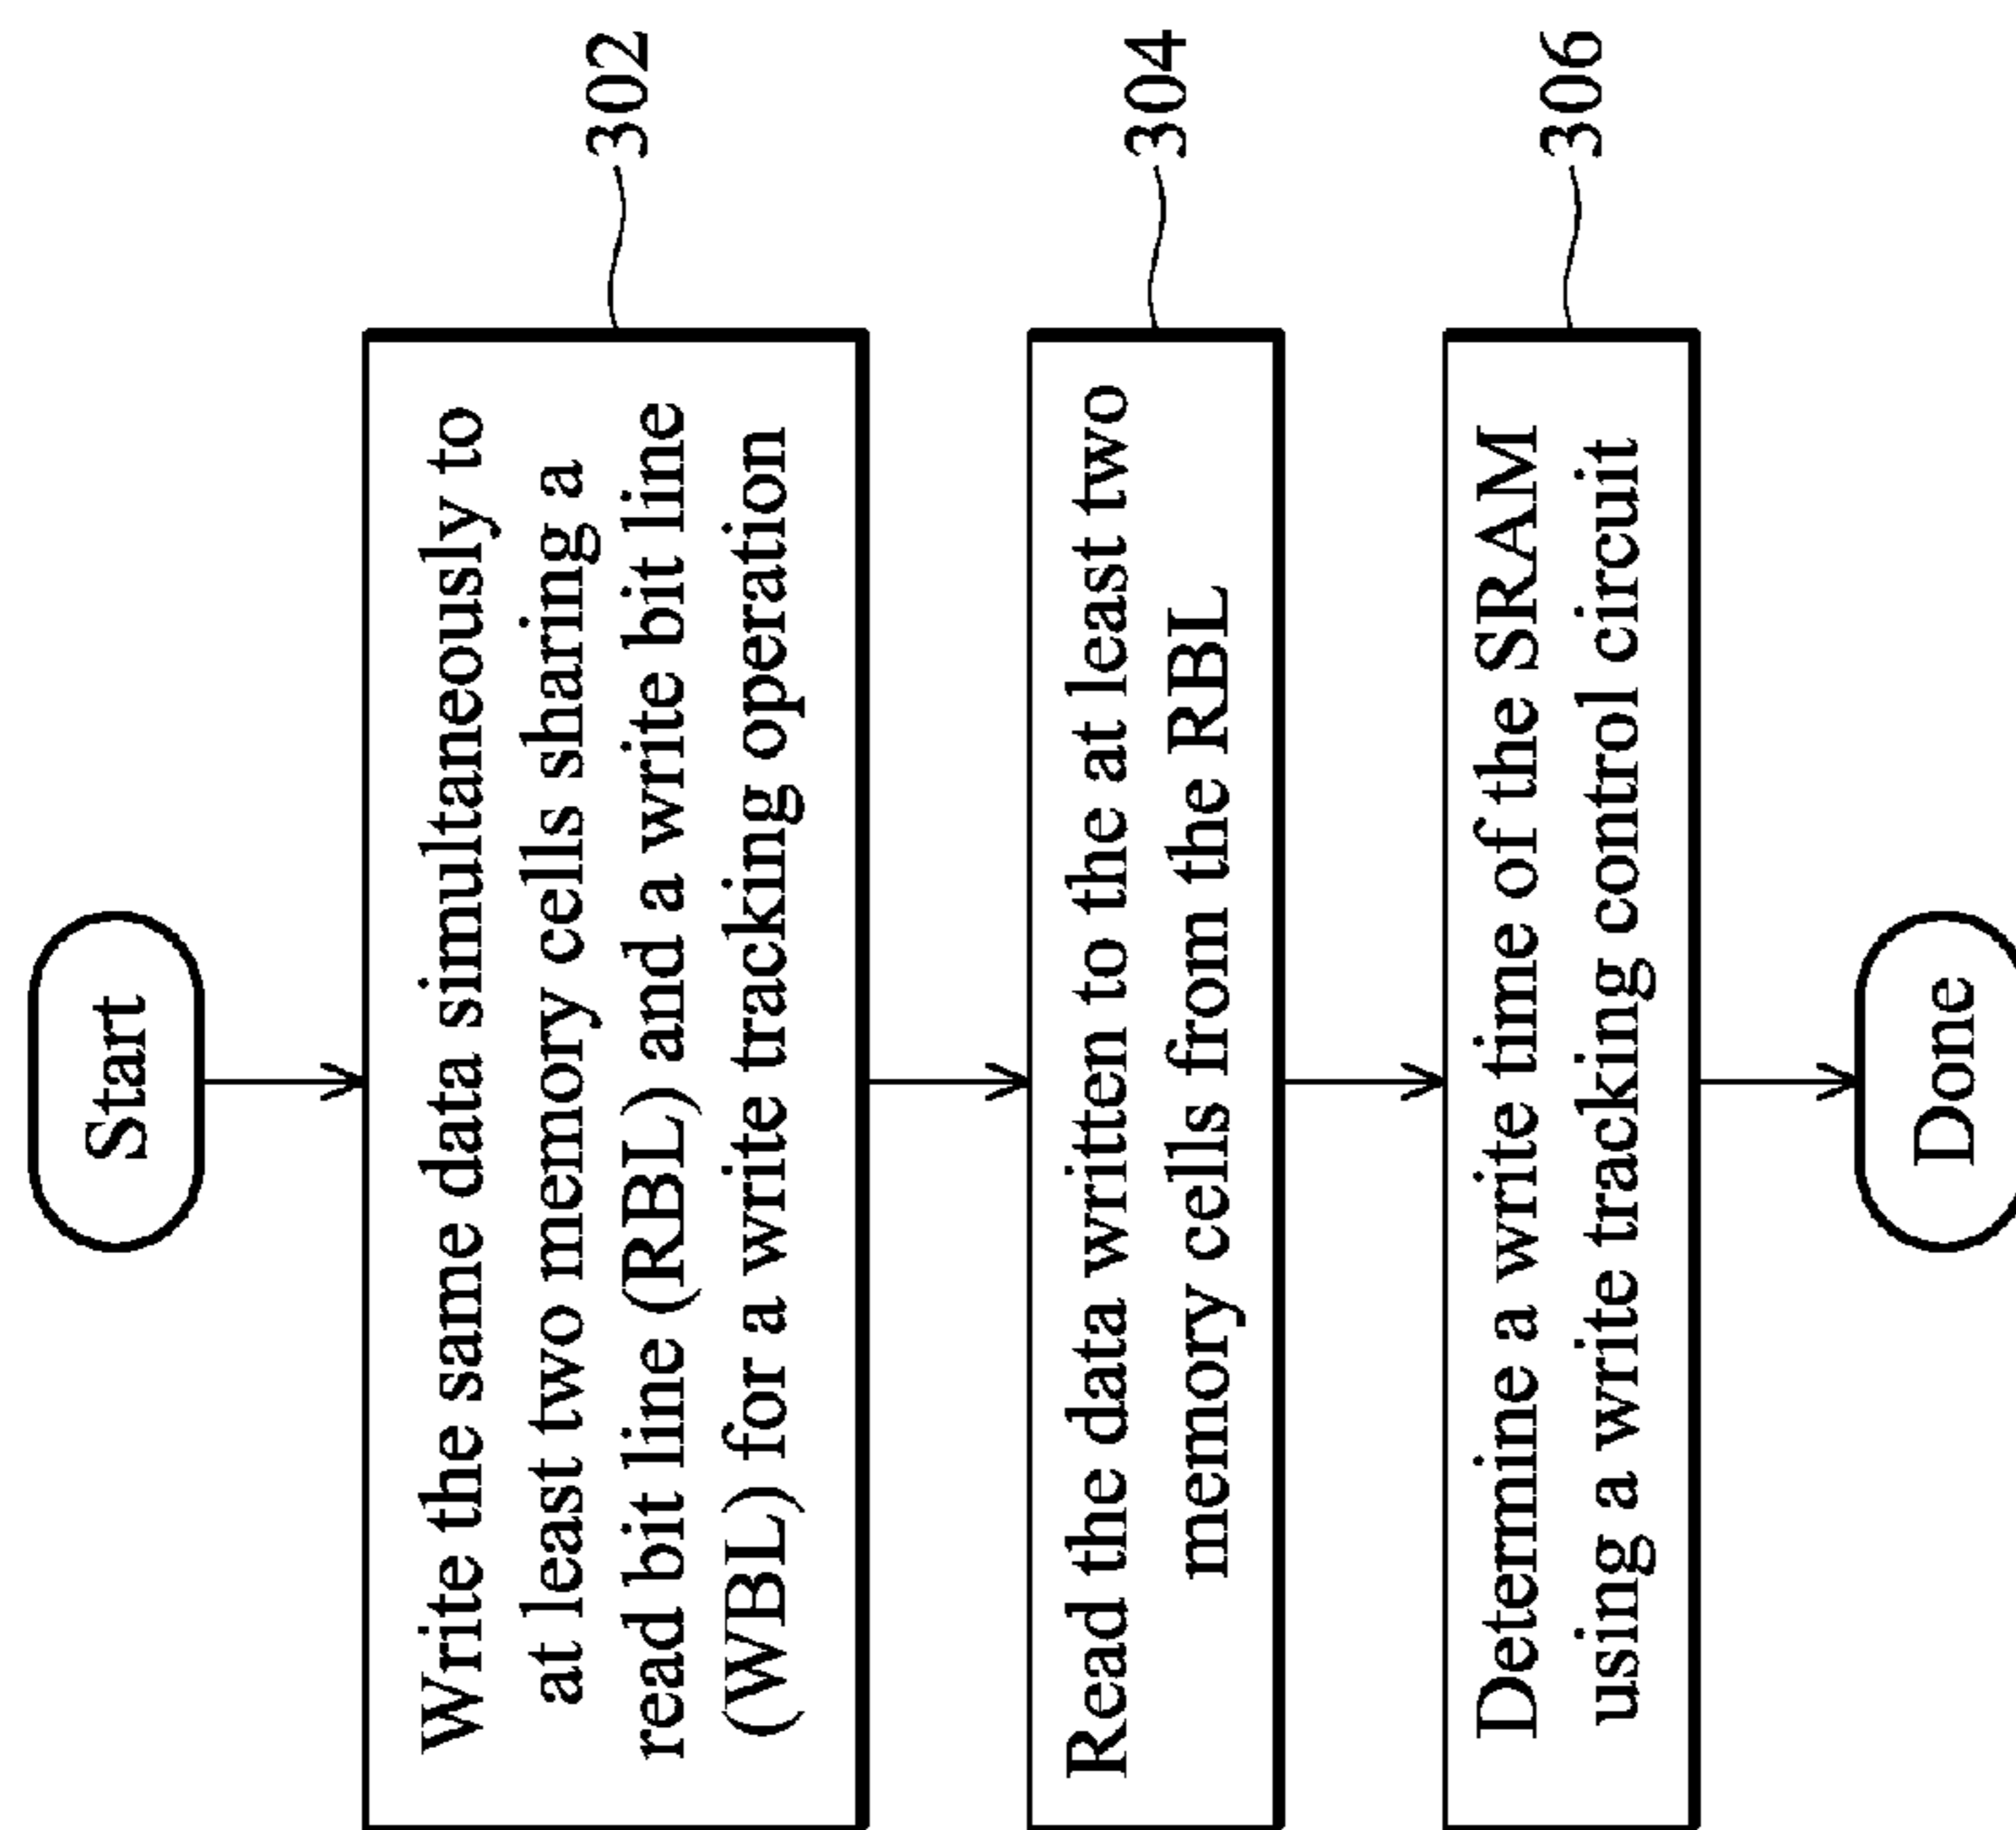 Start
Write the same data simultaneously to
at least two memory cells sharing a
read bit line (RBL) and a write bit line
(WBL) for a write tracking operation
302
Read the data written to the at least two
memory cells from the RBL
304
Determine a write time of the SRAM
using a write tracking control circuit
306
Done